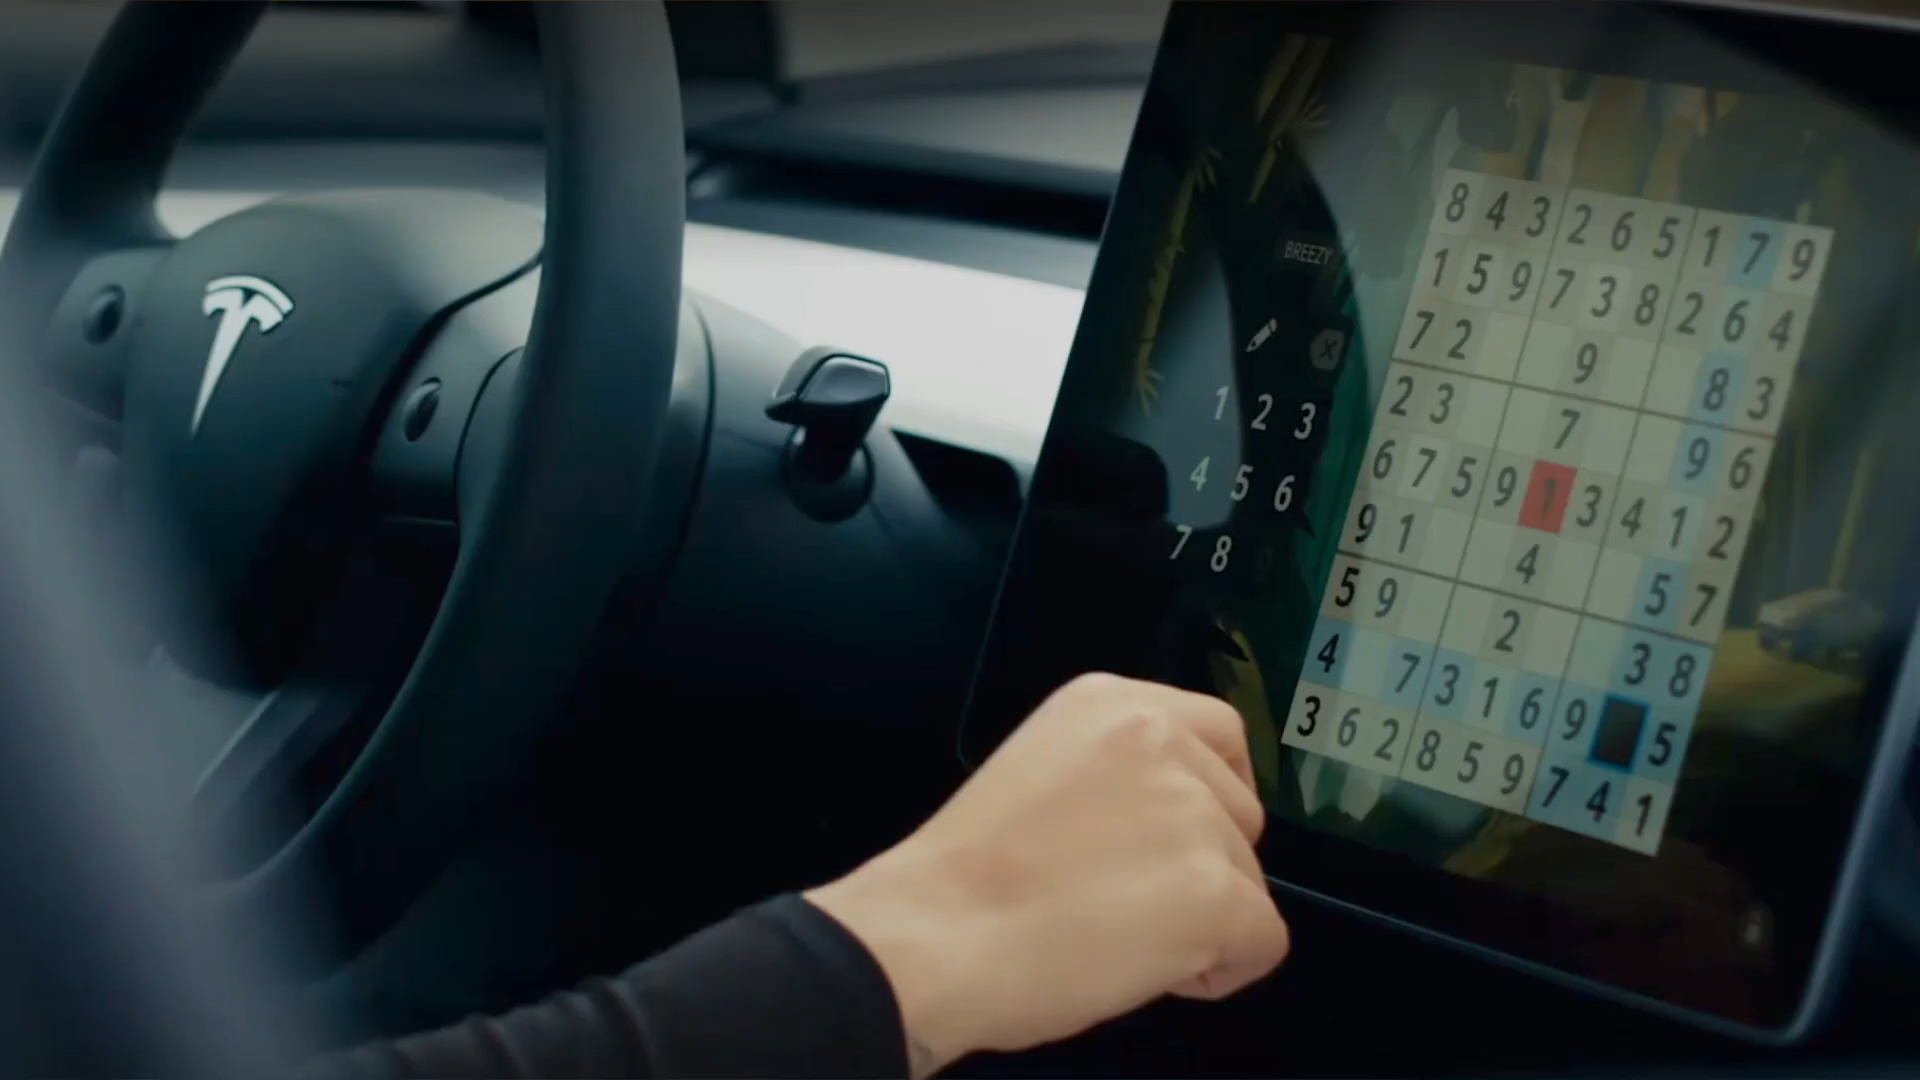 BREEZY
1 2 3
4 5 6
7 8
8 4 3 2 6 5 1 7 9
1 5 9 7 3 8 2 6 4
7 2 9 8 3
2 3 7 9 6
6 7 5 9 1 3 4 1 2
9 1 4 5 7
5 9 2 3 8
4 7 3 1 6 9 5
3 6 2 8 5 9 7 4 1